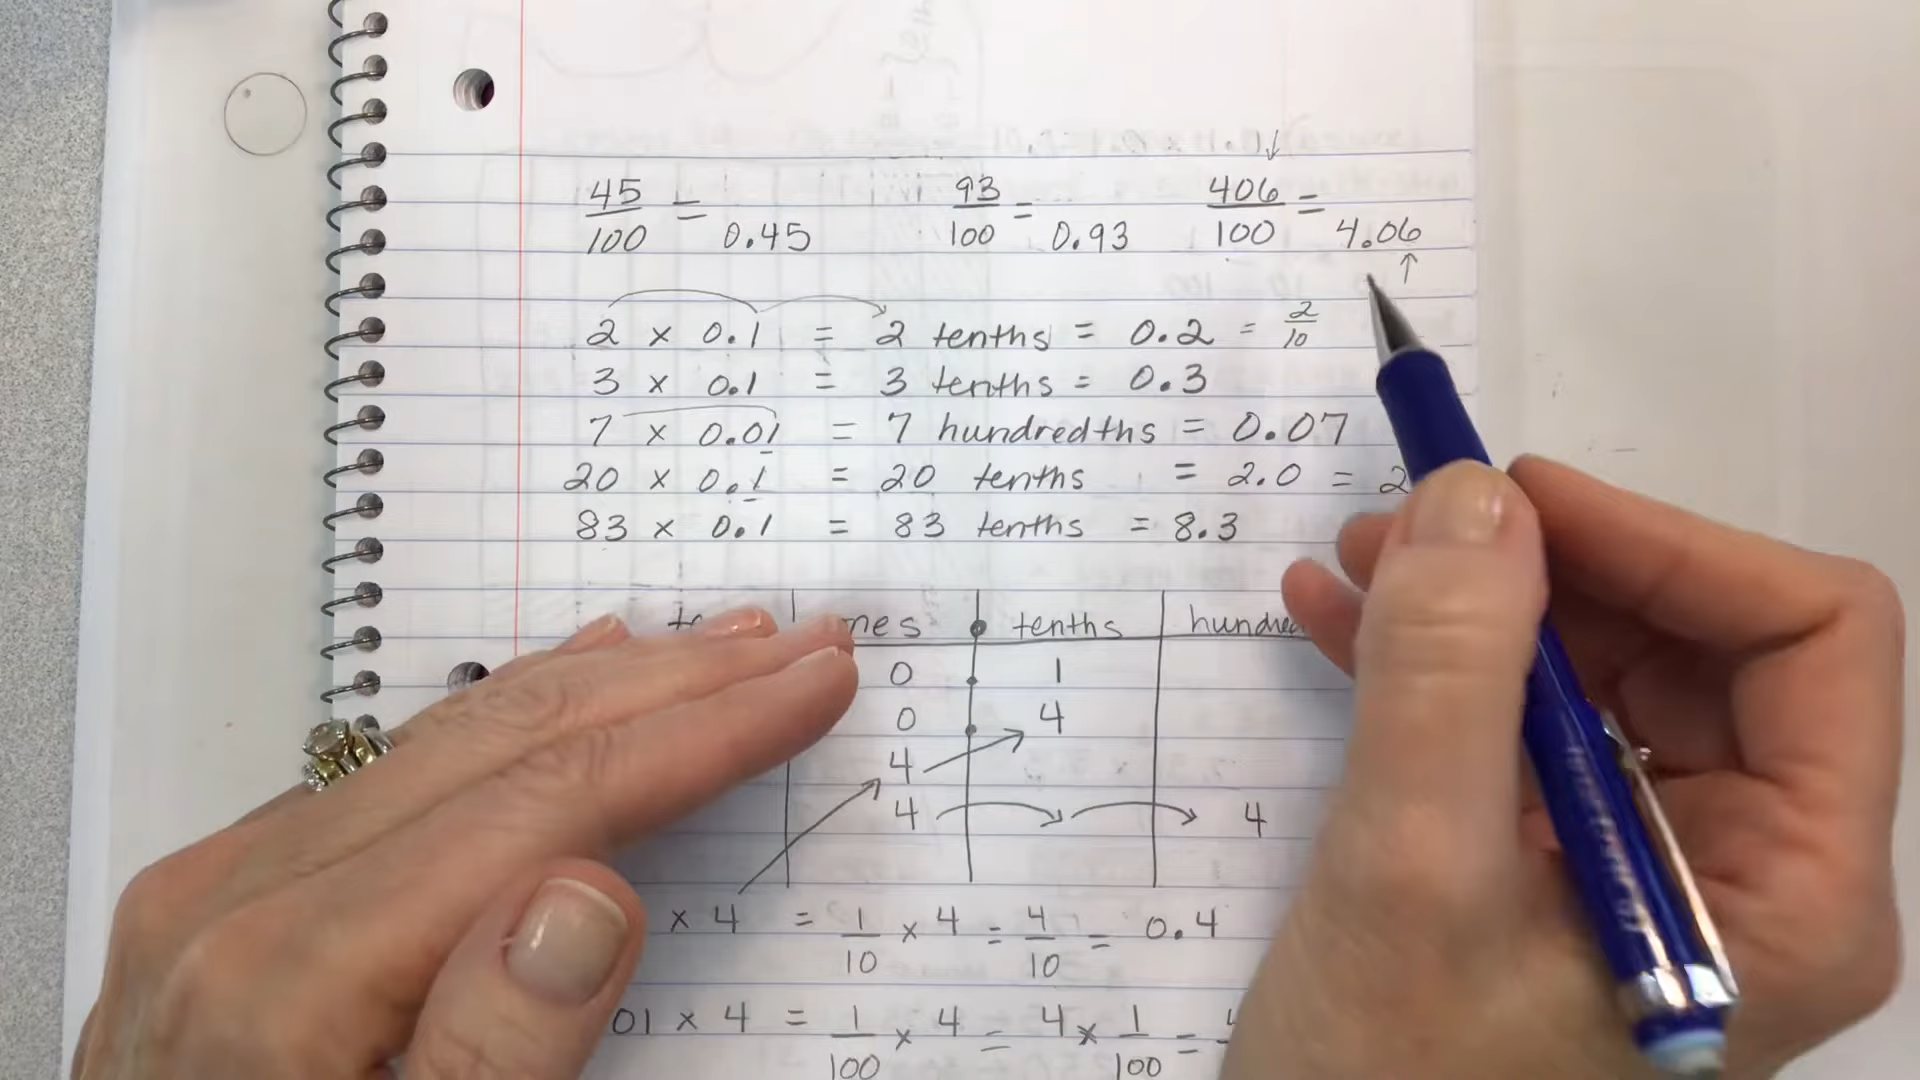 45/100 = 0.45 93/100 = 0.93 406/100 = 4.06
2 x 0.1 = 2 tenths = 0.2 = 2/10
3 x 0.1 = 3 tenths = 0.3
7 x 0.01 = 7 hundredths = 0.07
20 x 0.1 = 20 tenths = 2.0 = 2
83 x 0.1 = 83 tenths = 8.3
ones tenths
0 . 1
0 . 4
4
4 4
x 4 = 1/10 x 4 = 4/10 = 0.4
01 x 4 = 1/100 x 4 = 4 x 1/100 =